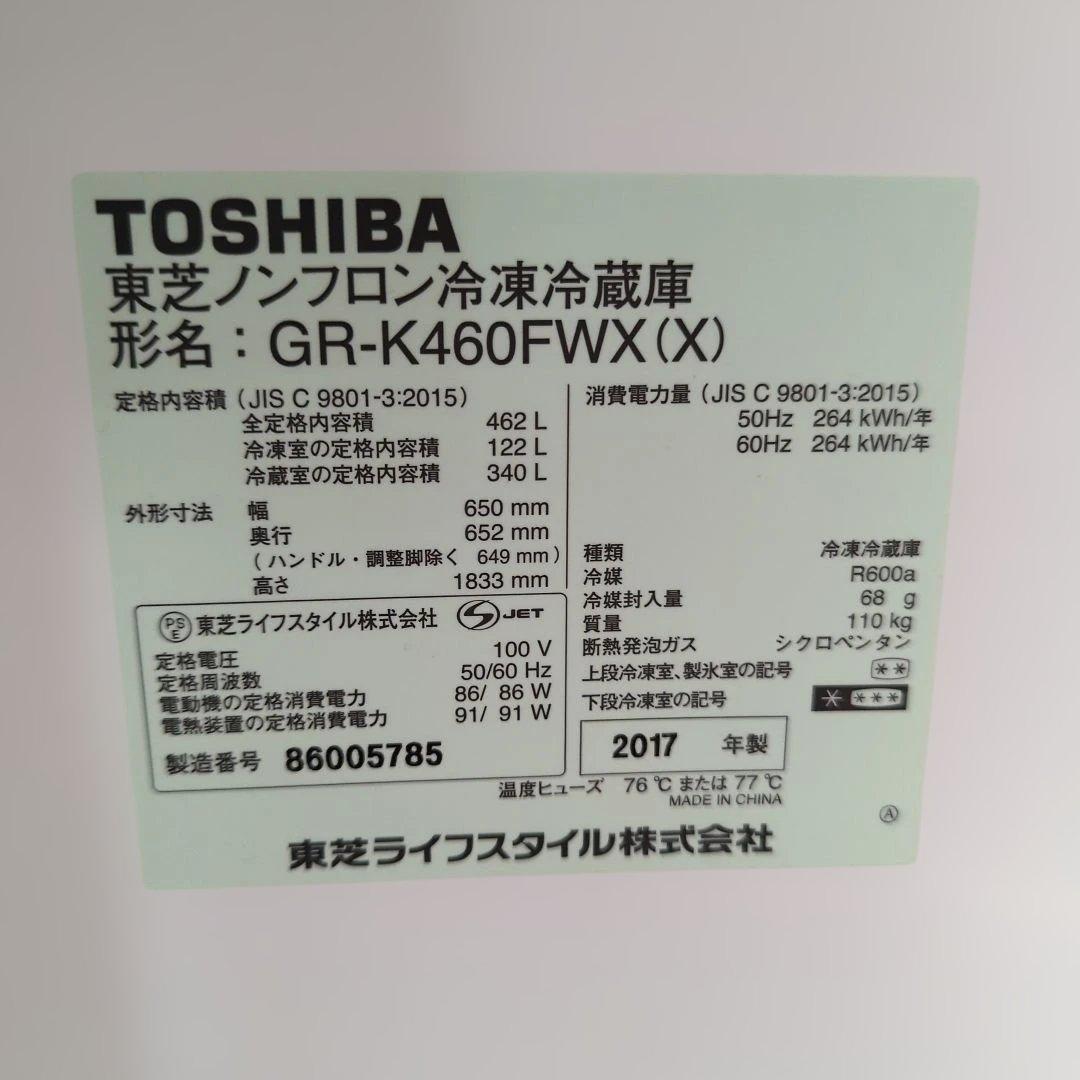 TOSHIBA
東芝ノンフロン冷凍冷蔵庫
形名：GR-K460FWX(X)
定格内容積 (JIS C 9801-3:2015)
全定格内容積 462 L
冷凍室の定格内容積 122 L
冷蔵室の定格内容積 340 L
外形寸法 幅 650 mm
奥行 652 mm
(ハンドル・調整脚除く 649 mm)
高さ 1833 mm
PSE 東芝ライフスタイル株式会社 S JET
定格電圧 100 V
定格周波数 50/60 Hz
電動機の定格消費電力 86/ 86 W
電熱装置の定格消費電力 91/ 91 W
製造番号 86005785
消費電力量 (JIS C 9801-3:2015)
50Hz 264 kWh/年
60Hz 264 kWh/年
種類 冷凍冷蔵庫
冷媒 R600a
冷媒封入量 68 g
質量 110 kg
断熱発泡ガス シクロペンタン
上段冷凍室、製氷室の記号 **
下段冷凍室の記号 * ***
2017 年製
温度ヒューズ 76 ℃ または 77 ℃
MADE IN CHINA
Ⓐ
東芝ライフスタイル株式会社